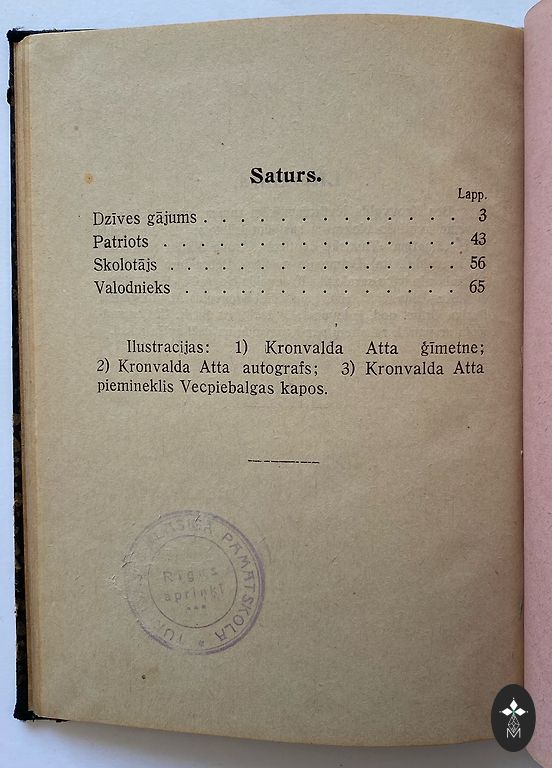 Saturs.
Lapp.
Dzīves gājums . . . . . . . . . . . . . 3
Patriots . . . . . . . . . . . . . . . 43
Skolotājs . . . . . . . . . . . . . . 56
Valodnieks . . . . . . . . . . . . . 65
Ilustracijas: 1) Kronvalda Atta ģīmetne;
2) Kronvalda Atta autografs; 3) Kronvalda Atta
piemineklis Vecpiebalgas kapos.
PAMATSKOLA
Rīgas
apriņķī
M